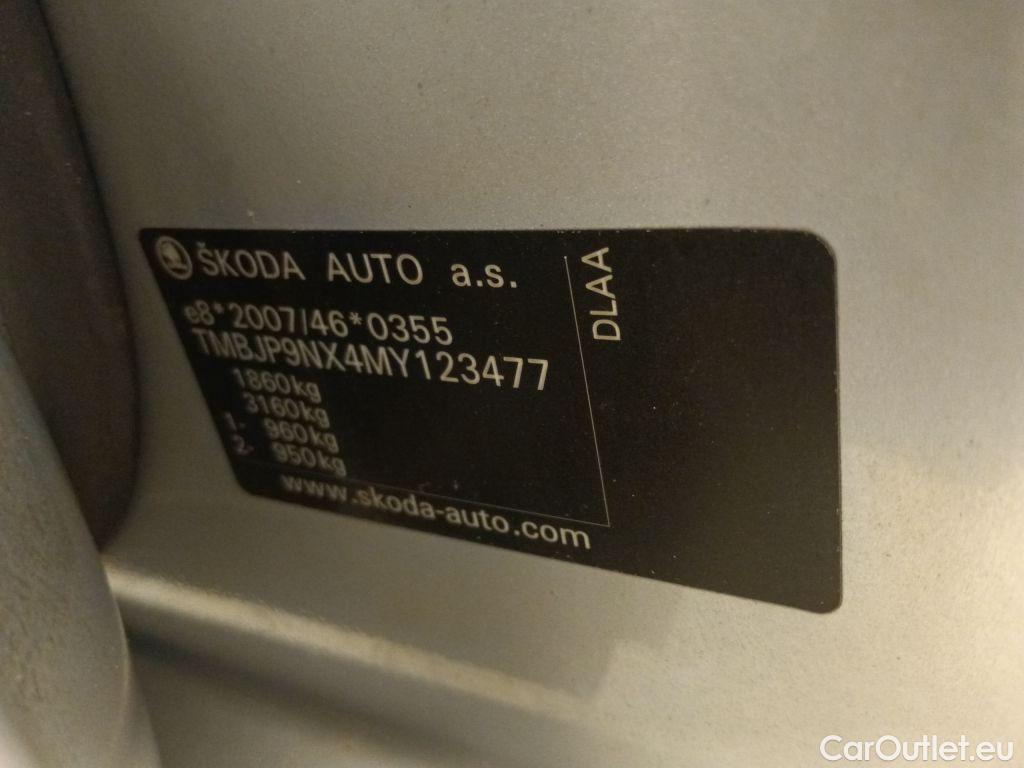 ŠKODA AUTO a.s.
e8*2007/46*0355
TMBJP9NX4MY123477
1860kg
3160kg
1- 960kg
2- 950kg
www.skoda-auto.com
DLAA
CarOutlet.eu